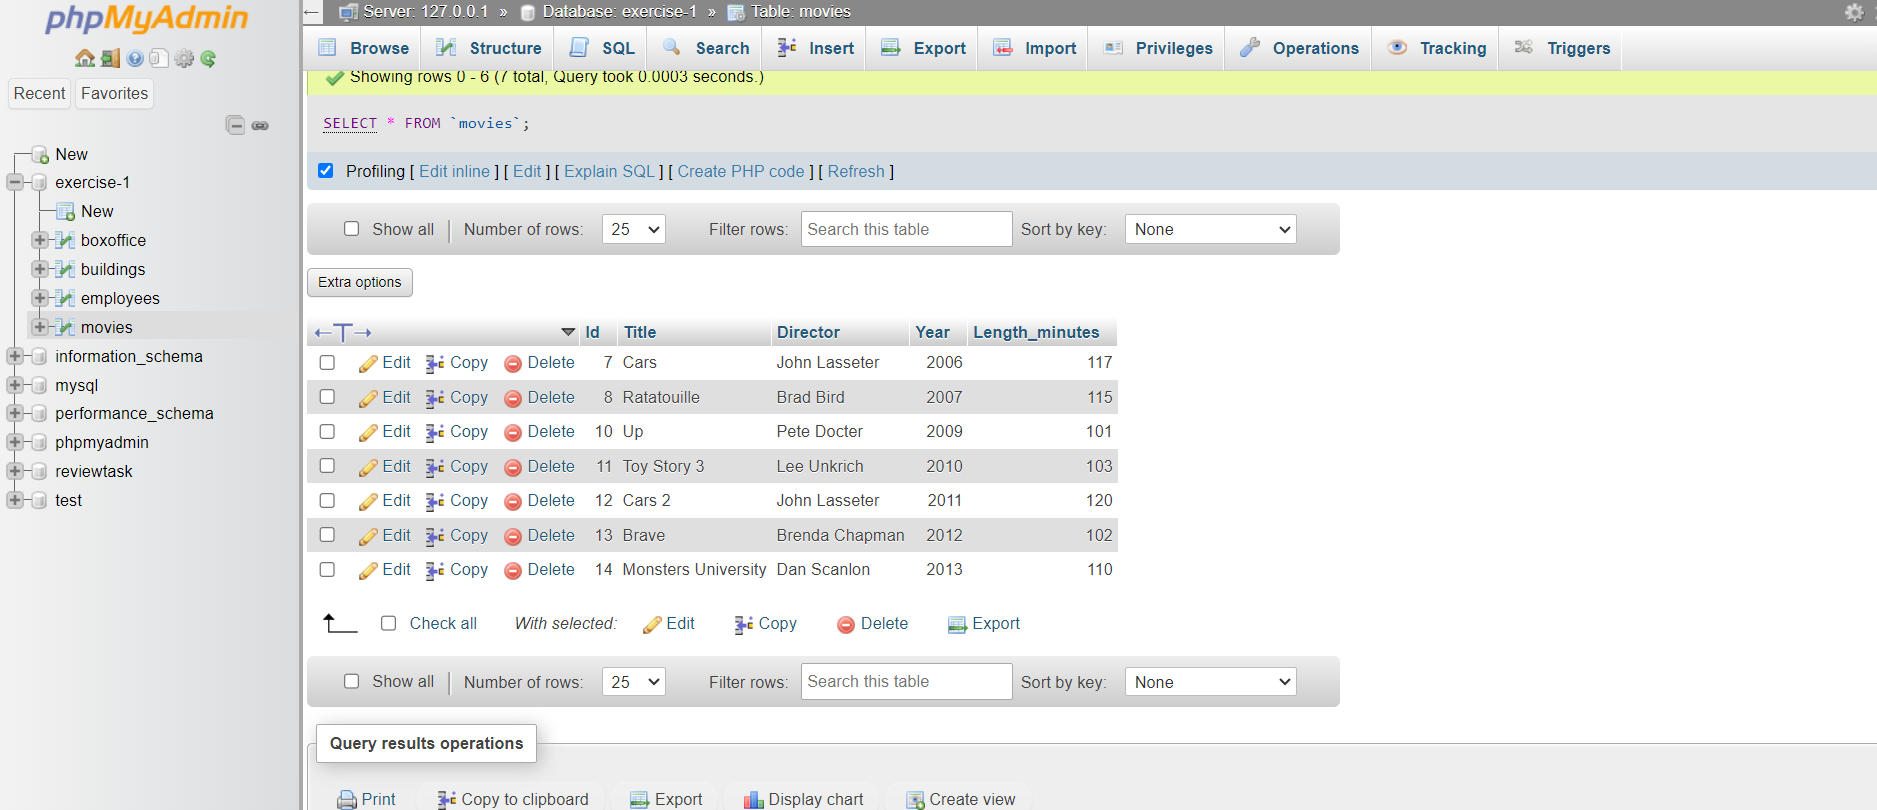 phpMyAdmin
Recent Favorites
New
exercise-1
New
boxoffice
buildings
employees
movies
information_schema
mysql
performance_schema
phpmyadmin
reviewtask
test
Server: 127.0.0.1 » Database: exercise-1 » Table: movies
Browse Structure SQL Search Insert Export Import Privileges Operations Tracking Triggers
Showing rows 0 - 6 (7 total, Query took 0.0003 seconds.)
SELECT * FROM `movies`;
Profiling [ Edit inline ] [ Edit ] [ Explain SQL ] [ Create PHP code ] [ Refresh ]
Show all Number of rows: 25 Filter rows: Search this table Sort by key: None
Extra options
Id Title Director Year Length_minutes
Edit Copy Delete 7 Cars John Lasseter 2006 117
Edit Copy Delete 8 Ratatouille Brad Bird 2007 115
Edit Copy Delete 10 Up Pete Docter 2009 101
Edit Copy Delete 11 Toy Story 3 Lee Unkrich 2010 103
Edit Copy Delete 12 Cars 2 John Lasseter 2011 120
Edit Copy Delete 13 Brave Brenda Chapman 2012 102
Edit Copy Delete 14 Monsters University Dan Scanlon 2013 110
Check all With selected: Edit Copy Delete Export
Show all Number of rows: 25 Filter rows: Search this table Sort by key: None
Query results operations
Print Copy to clipboard Export Display chart Create view